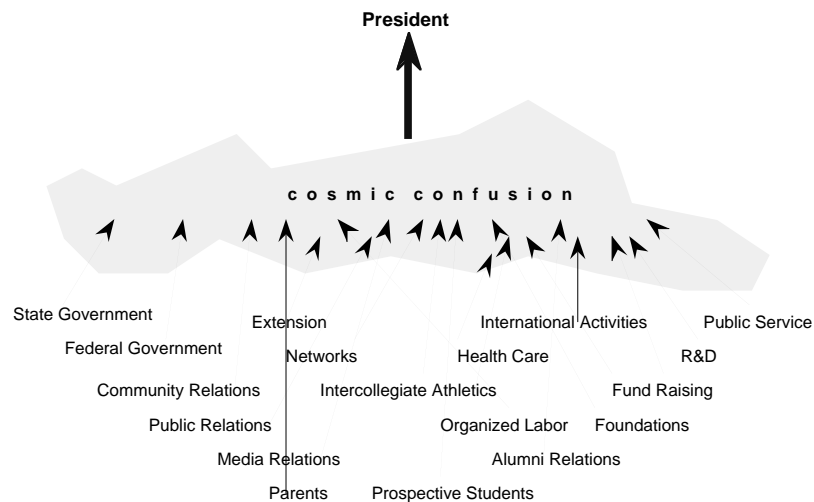 President
cosmic confusion
State Government
Extension
International Activities
Public Service
Federal Government
Networks
Health Care
R&D
Community Relations
Intercollegiate Athletics
Fund Raising
Public Relations
Organized Labor
Foundations
Media Relations
Alumni Relations
Parents
Prospective Students